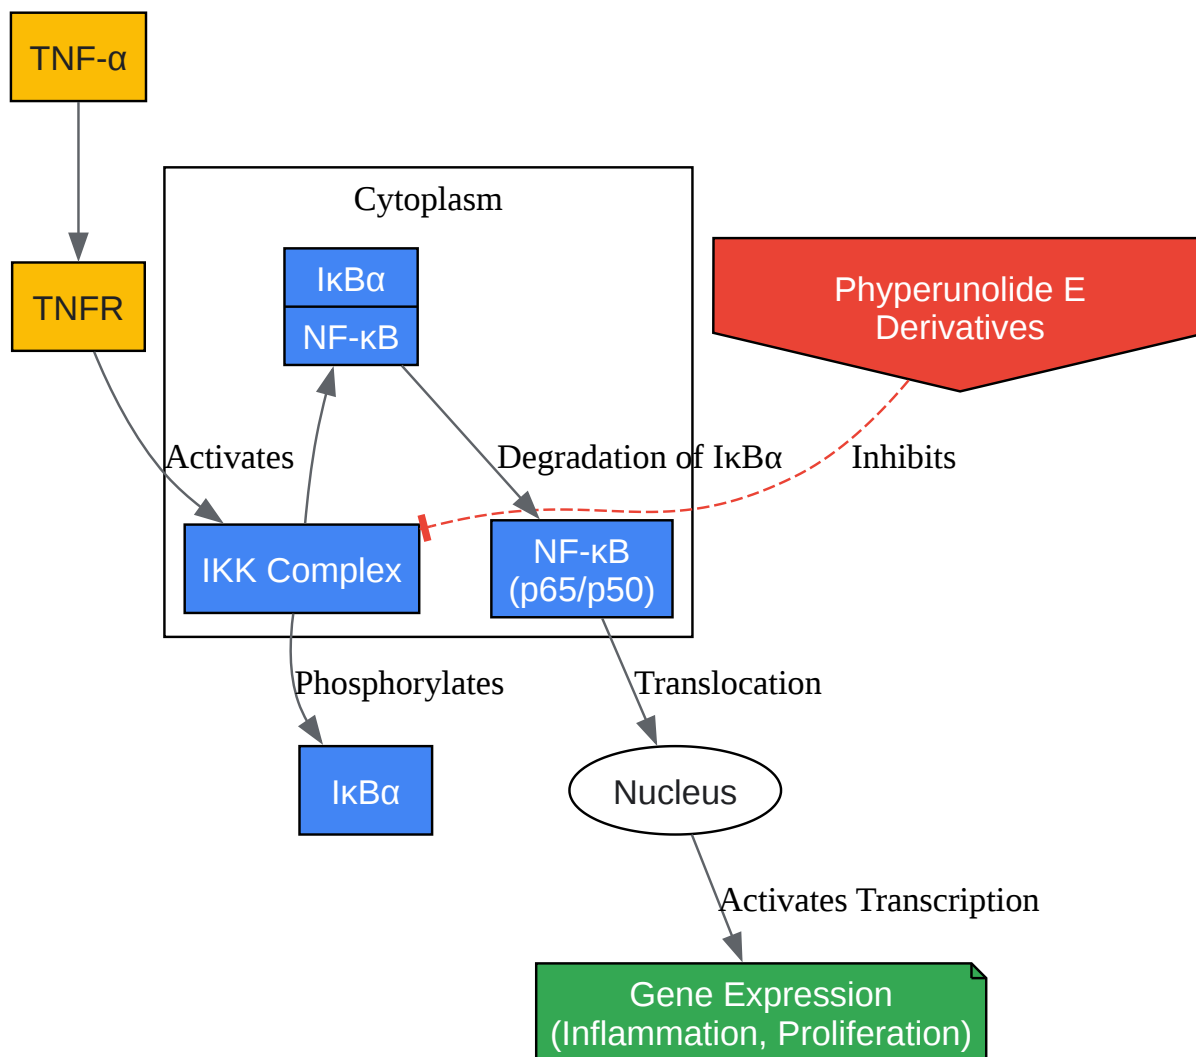 TNF-α
Cytoplasm
IκBα
NF-κB
TNFR
Phyperunolide E
Derivatives
Activates
Degradation of IκBα
Inhibits
IKK Complex
NF-κB
(p65/p50)
Phosphorylates
Translocation
IκBα
Nucleus
Activates Transcription
Gene Expression
(Inflammation, Proliferation)